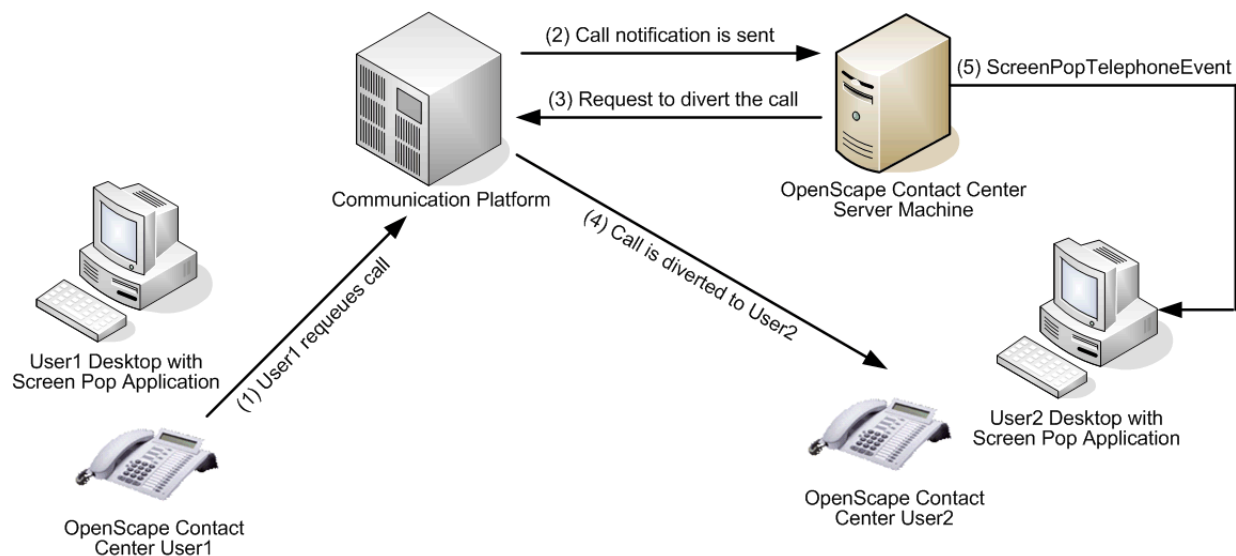 (2) Call notification is sent
(5) ScreenPopTelephoneEvent
(3) Request to divert the call
Communication Platform
OpenScape Contact Center
Server Machine
(4) Call is diverted to User2
(1) User1 requeues call
User1 Desktop with
Screen Pop Application
User2 Desktop with
Screen Pop Application
OpenScape Contact
Center User1
OpenScape Contact
Center User2